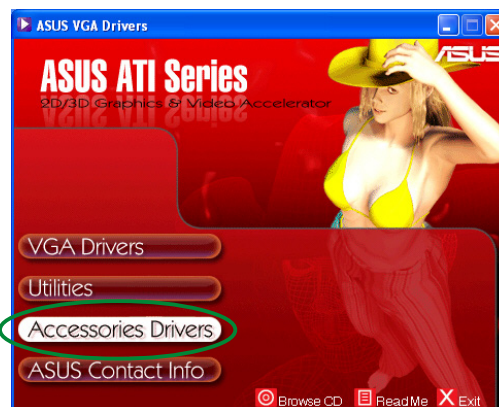 ASUS VGA Drivers
ASUS
ASUS ATI Series
2D/3D Graphics & Video Accelerator
VGA Drivers
Utilities
Accessories Drivers
ASUS Contact Info
Browse CD
ReadMe
Exit